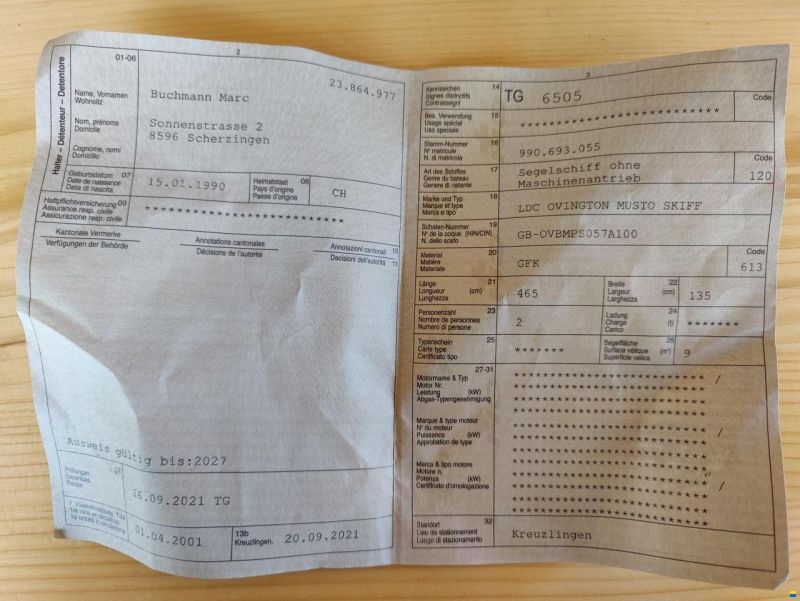 2
01-06
23.864.977
Halter – Détenteur – Detentore
Name, Vornamen
Wohnsitz
Buchmann Marc
Nom, prénoms
Domicile
Sonnenstrasse 2
8596 Scherzingen
Cognome, nomi
Domicilio
Geburtsdatum 07
Date de naissance
Data di nascita
15.01.1990
Heimatstaat 08
Pays d'origine
Paese d'origine
CH
Haftpflichtversicherung 09
Assurance resp. civile
Assicurazione resp. civile
* * * * * * * * * * * * * * * * * * * *
Kantonale Vermerke
Annotations cantonales
Annotazioni cantonali 10
Verfügungen der Behörde
Décisions de l'autorité
Decisioni dell'autorità 11
Ausweis gültig bis:2027
16.09.2021 TG
01.04.2001
13b
Kreuzlingen, 20.09.2021
3
Kennzeichen 14
Signes distinctifs
Contrassegni
TG 6505
Code
Bes. Verwendung 15
Usage spécial
Uso speciale
* * * * * * * * * * * * * * * * * * * *
Stamm-Nummer 16
N° matricule
N. di matricola
990.693.055
Art des Schiffes 17
Genre du bateau
Genere di natante
Segelschiff ohne
Maschinenantrieb
Code
120
Marke und Typ 18
Marque et type
Marca e tipo
LDC OVINGTON MUSTO SKIFF
Schalen-Nummer 19
N° de la coque (HIN/CIN)
N. dello scafo
GB-OVBMPS057A100
Material 20
Matière
Materiale
GFK
Code
613
Länge 21
Longueur (cm)
Lunghezza
465
Breite 22
Largeur (cm)
Larghezza
135
Personenzahl 23
Nombre de personnes
Numero di persone
2
Ladung 24
Charge (t)
Carico
* * * * * * *
Typenschein 25
Carte type
Certificato tipo
* * * * * * *
Segelfläche 26
Surface vélique (m²)
Superficie velica
9
27-31
Motormarke & Typ
Motor Nr.
Leistung (kW)
Abgas-Typengenehmigung
* * * * * * * * * * * * * * * * * * * * /
* * * * * * * * * * * * * * * * * * * *
* * * * * * * * * * * * * * * * * * * *
* * * * * * * * * * * * * * * * * * * *
Marque & type moteur
N° du moteur
Puissance (kW)
Approbation de type
* * * * * * * * * * * * * * * * * * * * /
* * * * * * * * * * * * * * * * * * * *
* * * * * * * * * * * * * * * * * * * *
* * * * * * * * * * * * * * * * * * * *
Marca & tipo motore
Motore n.
Potenza (kW)
Certificato d'omologazione
* * * * * * * * * * * * * * * * * * * * /
* * * * * * * * * * * * * * * * * * * *
* * * * * * * * * * * * * * * * * * * *
Standort 32
Lieu de stationnement
Luogo di stazionamento
Kreuzlingen